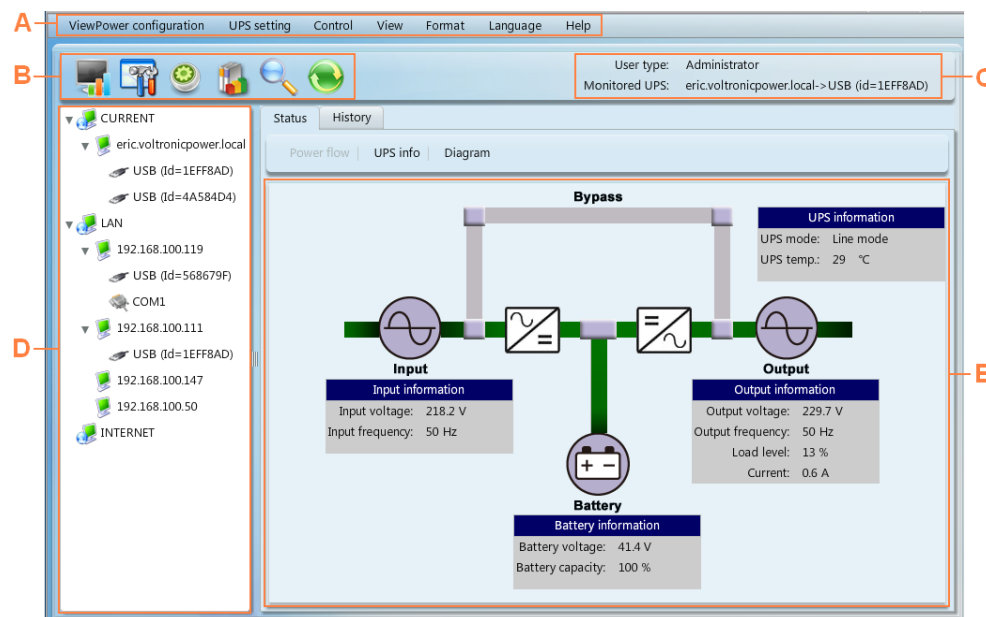 A
ViewPower configuration UPS setting Control View Format Language Help
B
User type: Administrator
Monitored UPS: eric.voltronicpower.local->USB (id=1EFF8AD)
C
D
CURRENT
eric.voltronicpower.local
USB (Id=1EFF8AD)
USB (Id=4A584D4)
LAN
192.168.100.119
USB (Id=568679F)
COM1
192.168.100.111
USB (Id=1EFF8AD)
192.168.100.147
192.168.100.50
INTERNET
Status History
Power flow UPS info Diagram
Bypass
UPS information
UPS mode: Line mode
UPS temp.: 29 ℃
Input
Input information
Input voltage: 218.2 V
Input frequency: 50 Hz
Output
Output information
Output voltage: 229.7 V
Output frequency: 50 Hz
Load level: 13 %
Current: 0.6 A
Battery
Battery information
Battery voltage: 41.4 V
Battery capacity: 100 %
E